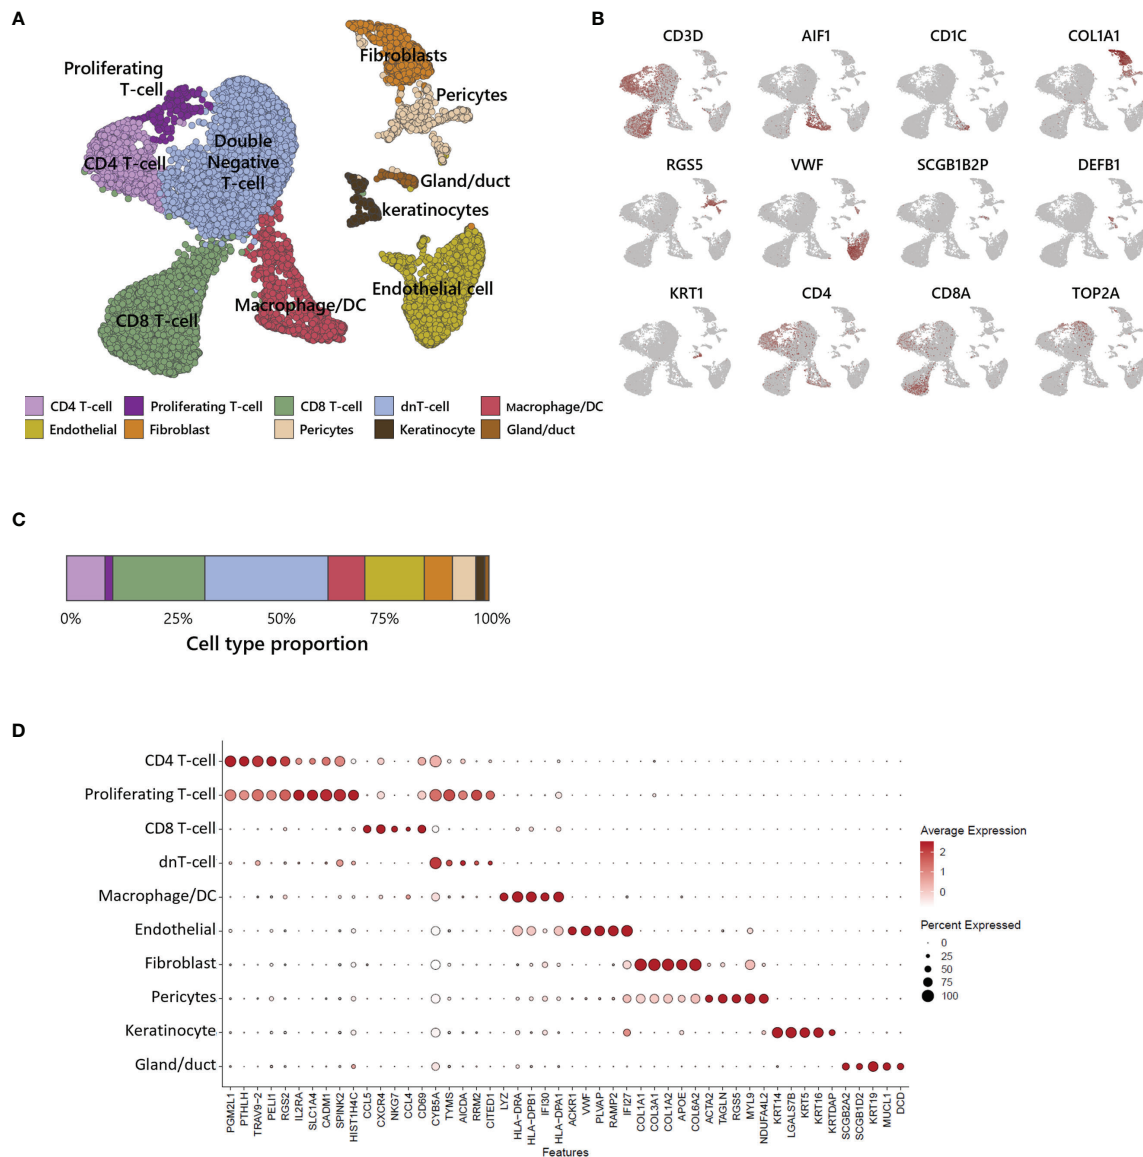 A
Proliferating
T-cell
CD4 T-cell
Double
Negative
T-cell
CD8 T-cell
Macrophage/DC
Fibroblasts
Pericytes
Gland/duct
keratinocytes
Endothelial cell
CD4 T-cell Proliferating T-cell CD8 T-cell dnT-cell Macrophage/DC
Endothelial Fibroblast Pericytes Keratinocyte Gland/duct
B
CD3D AIF1 CD1C COL1A1
RGS5 VWF SCGB1B2P DEFB1
KRT1 CD4 CD8A TOP2A
C
0% 25% 50% 75% 100%
Cell type proportion
D
CD4 T-cell
Proliferating T-cell
CD8 T-cell
dnT-cell
Macrophage/DC
Endothelial
Fibroblast
Pericytes
Keratinocyte
Gland/duct
PGM2L1
PTHLH
TRAV9-2
PELI1
RGS2
IL2RA
SLC1A4
CADM1
SPINK2
HIST1H4C
CCL5
CXCR4
NKG7
CCL4
CD69
CYB5A
TYMS
AICDA
RRM2
CITED1
LYZ
HLA-DRA
HLA-DPB1
IFI30
HLA-DPA1
ACKR1
VWF
PLVAP
RAMP2
IFI27
COL1A1
COL3A1
COL1A2
APOE
COL6A2
ACTA2
TAGLN
RGS5
MYL9
NDUFA4L2
KRT14
LGALS7B
KRT5
KRT16
KRTDAP
SCGB2A2
SCGB1D2
KRT19
MUCL1
DCD
Features
Average Expression
2
1
0
Percent Expressed
0
25
50
75
100